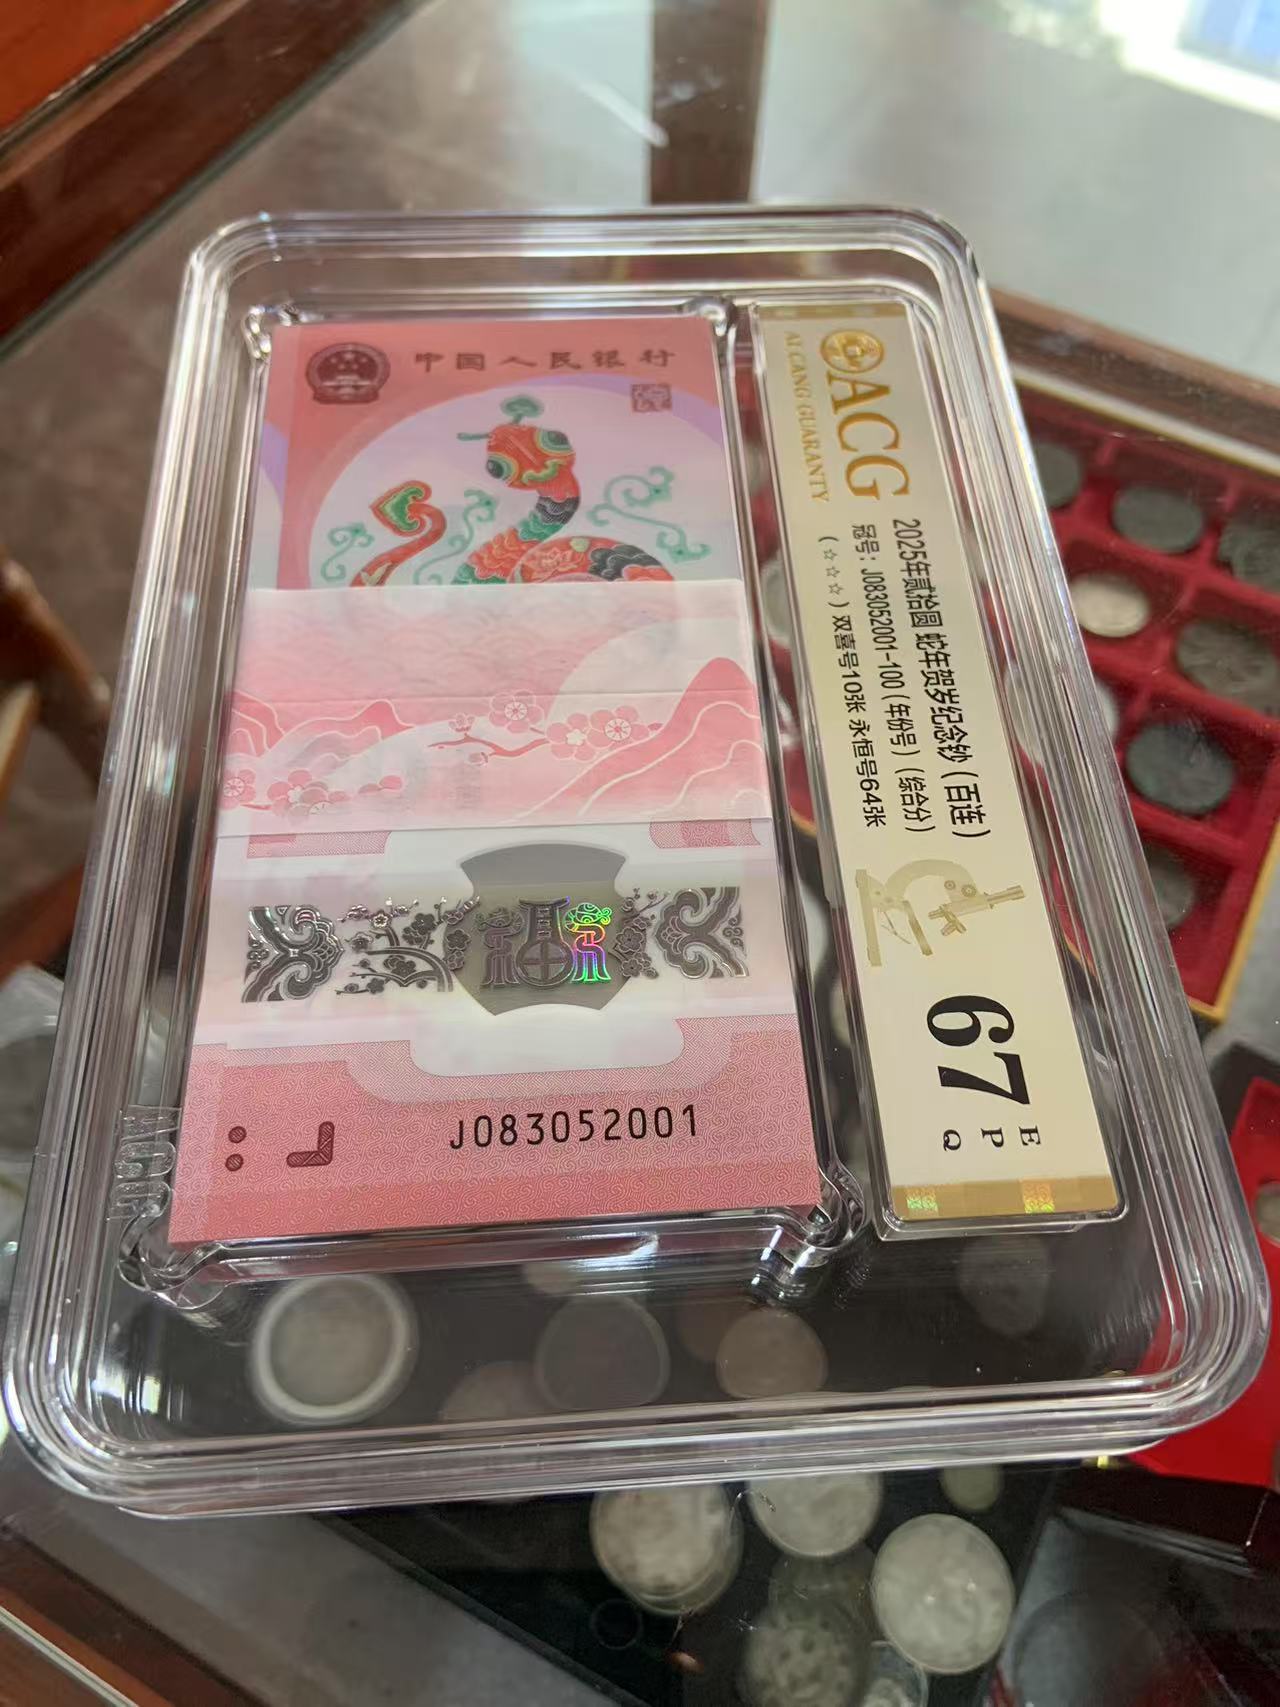 中国人民银行
J083052001
ACG
AI CANG GUARANTY
2025年贰拾圆 蛇年贺岁纪念钞（百连）
冠号：J083052001-100（年份号）（综合分）
（☆☆☆）双喜号10张 永恒号64张
67
E
P
Q
ACG